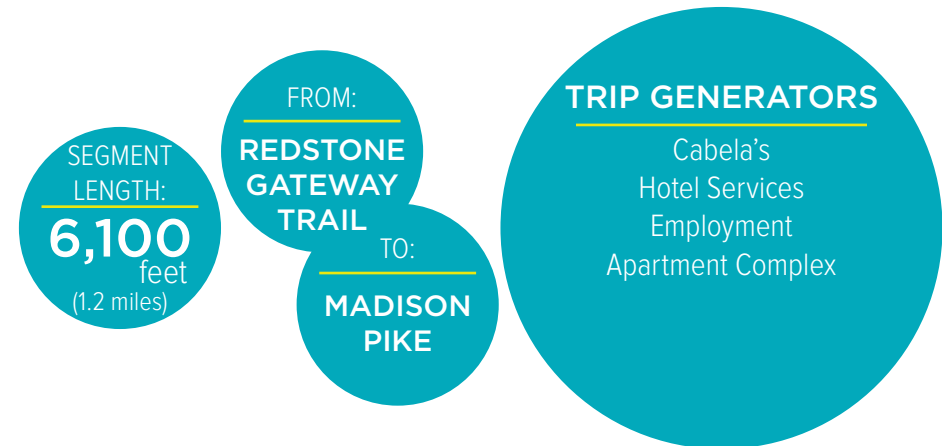 SEGMENT
LENGTH:
6,100
feet
(1.2 miles)
FROM:
REDSTONE
GATEWAY
TRAIL
TO:
MADISON
PIKE
TRIP GENERATORS
Cabela's
Hotel Services
Employment
Apartment Complex